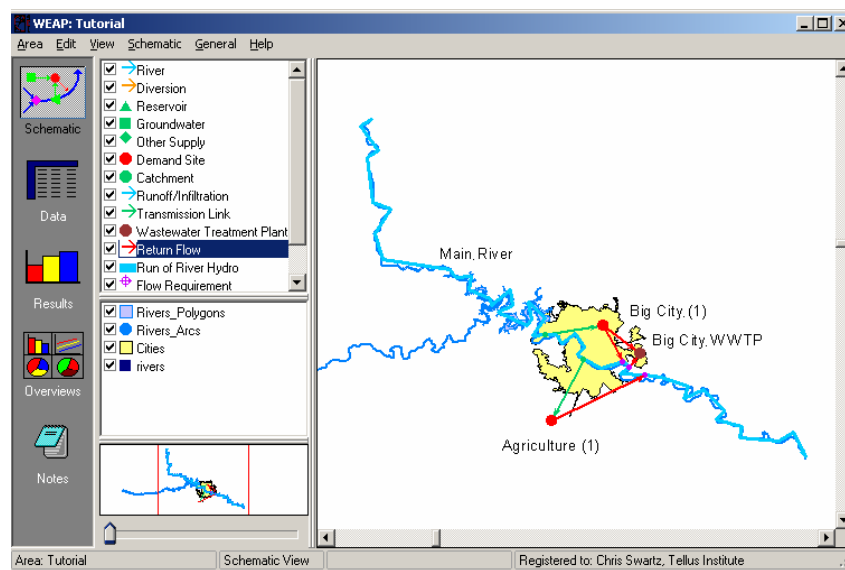 WEAP: Tutorial
Area Edit View Schematic General Help
Schematic
Data
Results
Overviews
Notes
River
Diversion
Reservoir
Groundwater
Other Supply
Demand Site
Catchment
Runoff/Infiltration
Transmission Link
Wastewater Treatment Plant
Return Flow
Run of River Hydro
Flow Requirement
Rivers_Polygons
Rivers_Arcs
Cities
rivers
Main River
Big City (1)
Big City WWTP
Agriculture (1)
Area: Tutorial
Schematic View
Registered to: Chris Swartz, Tellus Institute